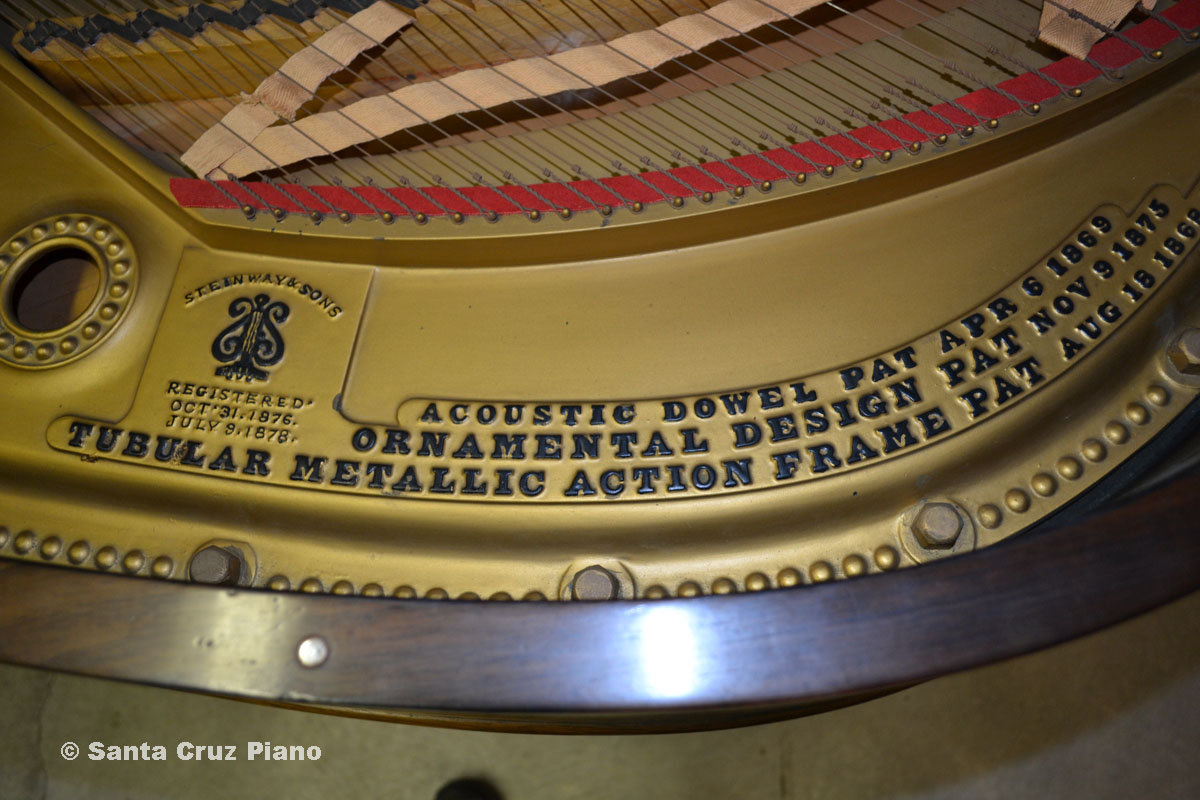 STEINWAY & SONS
REGISTERED
OCT. 31. 1876.
JULY 9. 1878.
ACOUSTIC DOWEL PAT APR 6 1869
ORNAMENTAL DESIGN PAT NOV 9 1875
TUBULAR METALLIC ACTION FRAME PAT AUG 18 1868
© Santa Cruz Piano